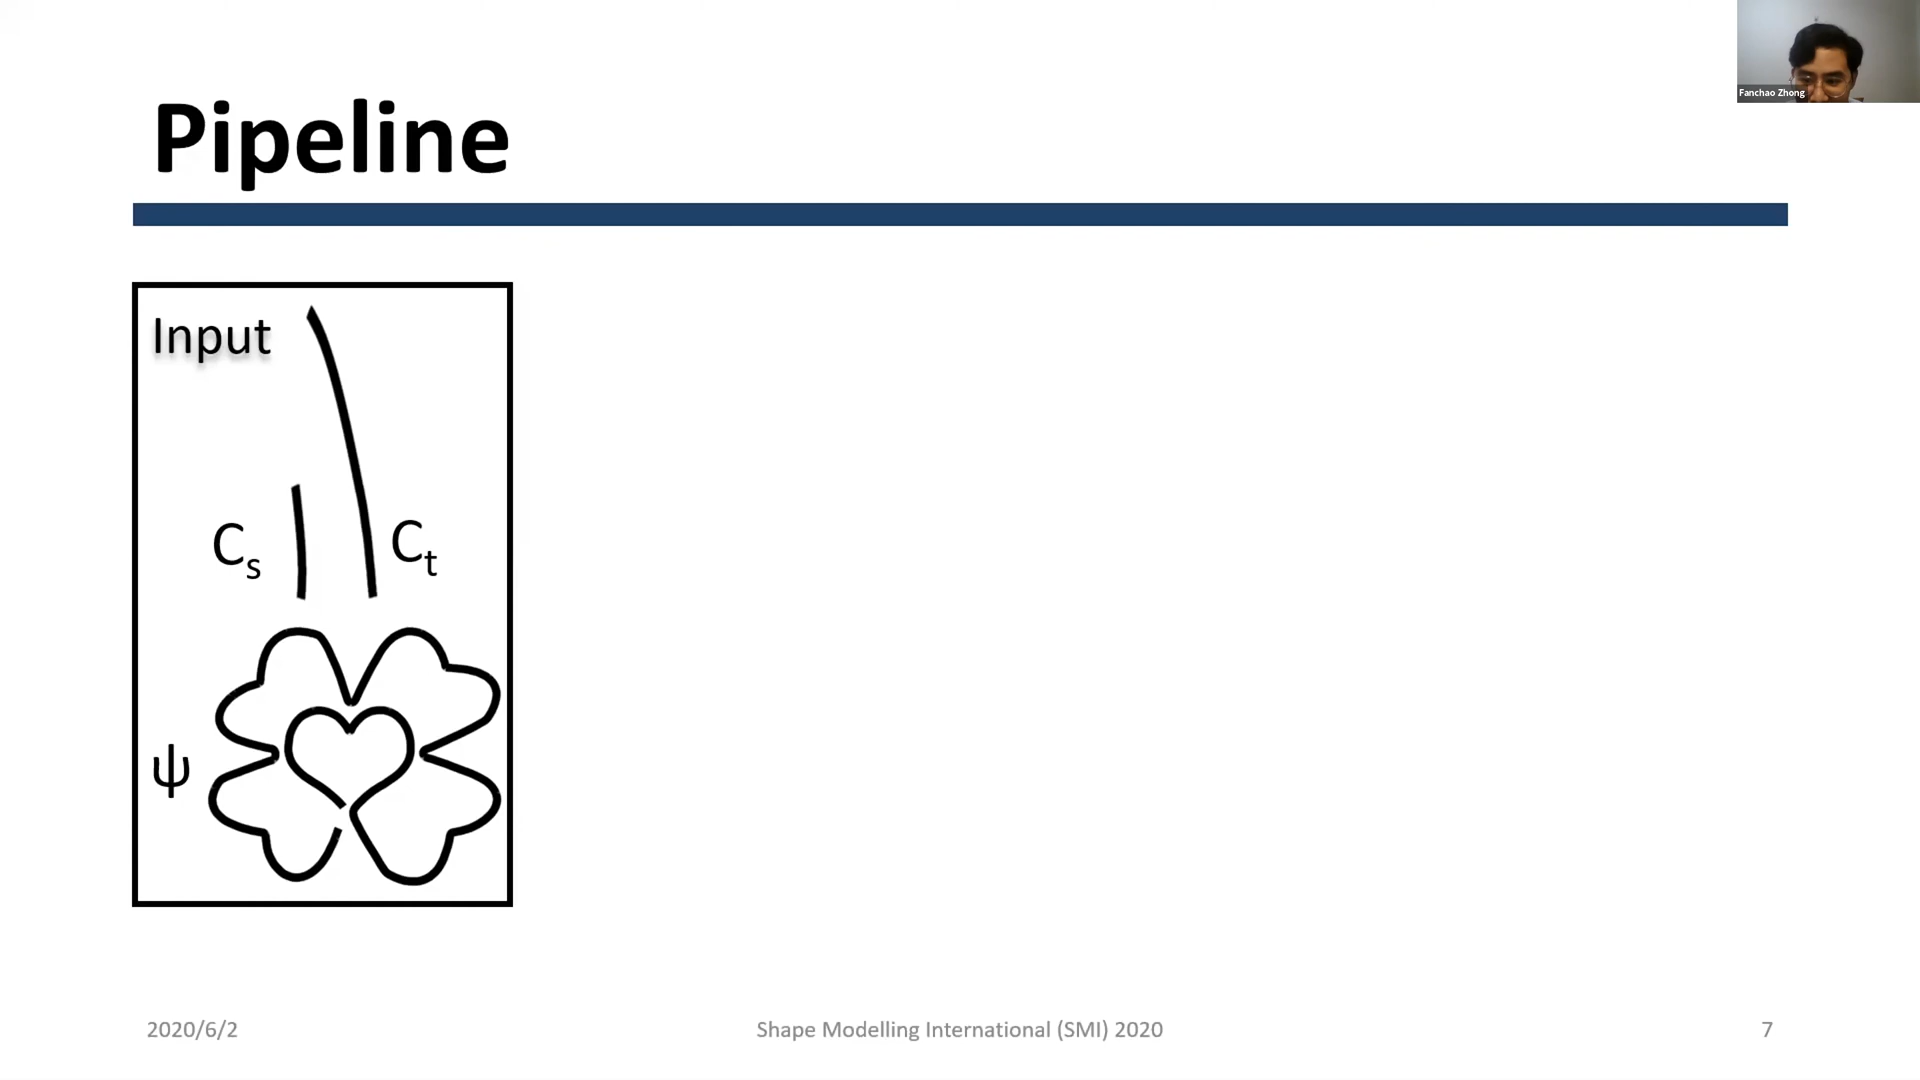 Fanchao Zhong
Pipeline
Input
Cs
Ct
ψ
2020/6/2
Shape Modelling International (SMI) 2020
7